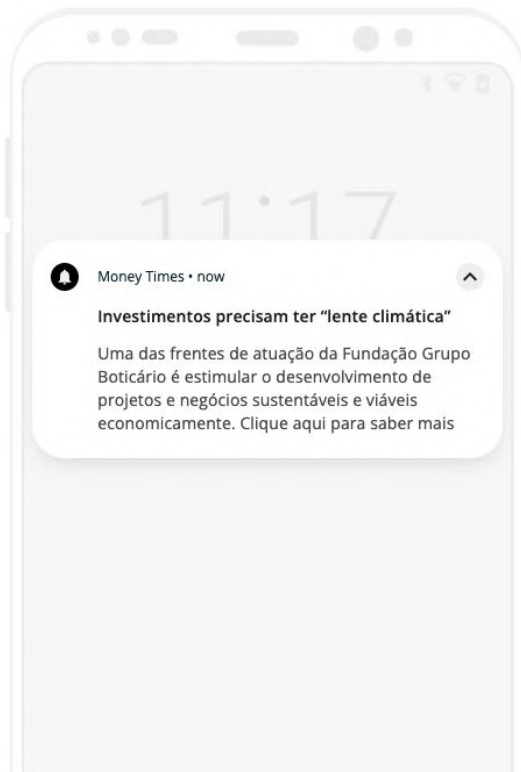 11:17
Money Times • now
Investimentos precisam ter “lente climática”
Uma das frentes de atuação da Fundação Grupo
Boticário é estimular o desenvolvimento de
projetos e negócios sustentáveis e viáveis
economicamente. Clique aqui para saber mais